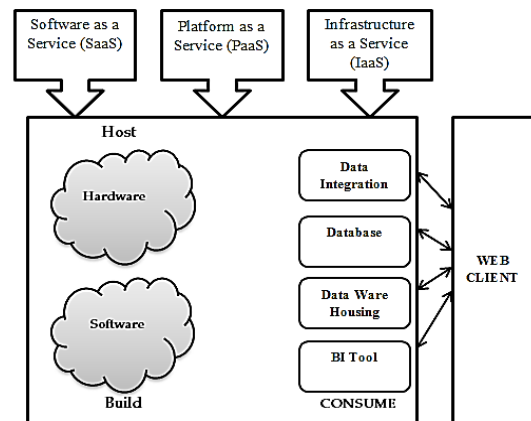 Software as a
Service (SaaS)
Platform as a
Service (PaaS)
Infrastructure
as a Service
(IaaS)
Host
Hardware
Software
Build
Data
Integration
Database
Data Ware
Housing
BI Tool
CONSUME
WEB
CLIENT